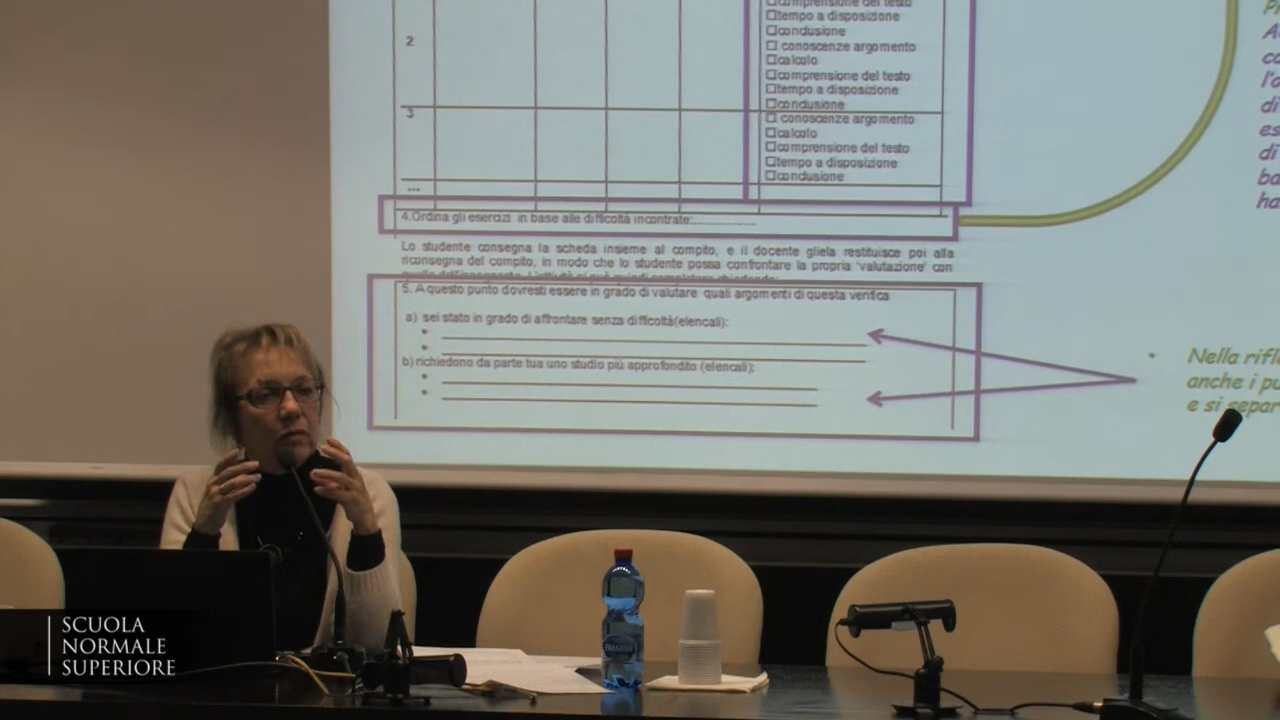 comprensione del testo
☐tempo a disposizione
☐conclusione
2
☐ conoscenze argomento
☐calcolo
☐comprensione del testo
☐tempo a disposizione
☐conclusione
3
☐ conoscenze argomento
☐calcolo
☐comprensione del testo
☐tempo a disposizione
☐conclusione
...
4.Ordina gli esercizi in base alle difficoltà incontrate:....................
Lo studente consegna la scheda insieme al compito, e il docente gliela restituisce poi alla
riconsegna del compito, in modo che lo studente possa confrontare la propria 'valutazione' con
5. A questo punto dovresti essere in grado di valutare quali argomenti di questa verifica
a) sei stato in grado di affrontare senza difficoltà(elencali):
b) richiedono da parte tua uno studio più approfondito (elencali):
l'o
di
es
di
ba
ha
• Nella rifl
anche i pu
e si separ
SCUOLA
NORMALE
SUPERIORE